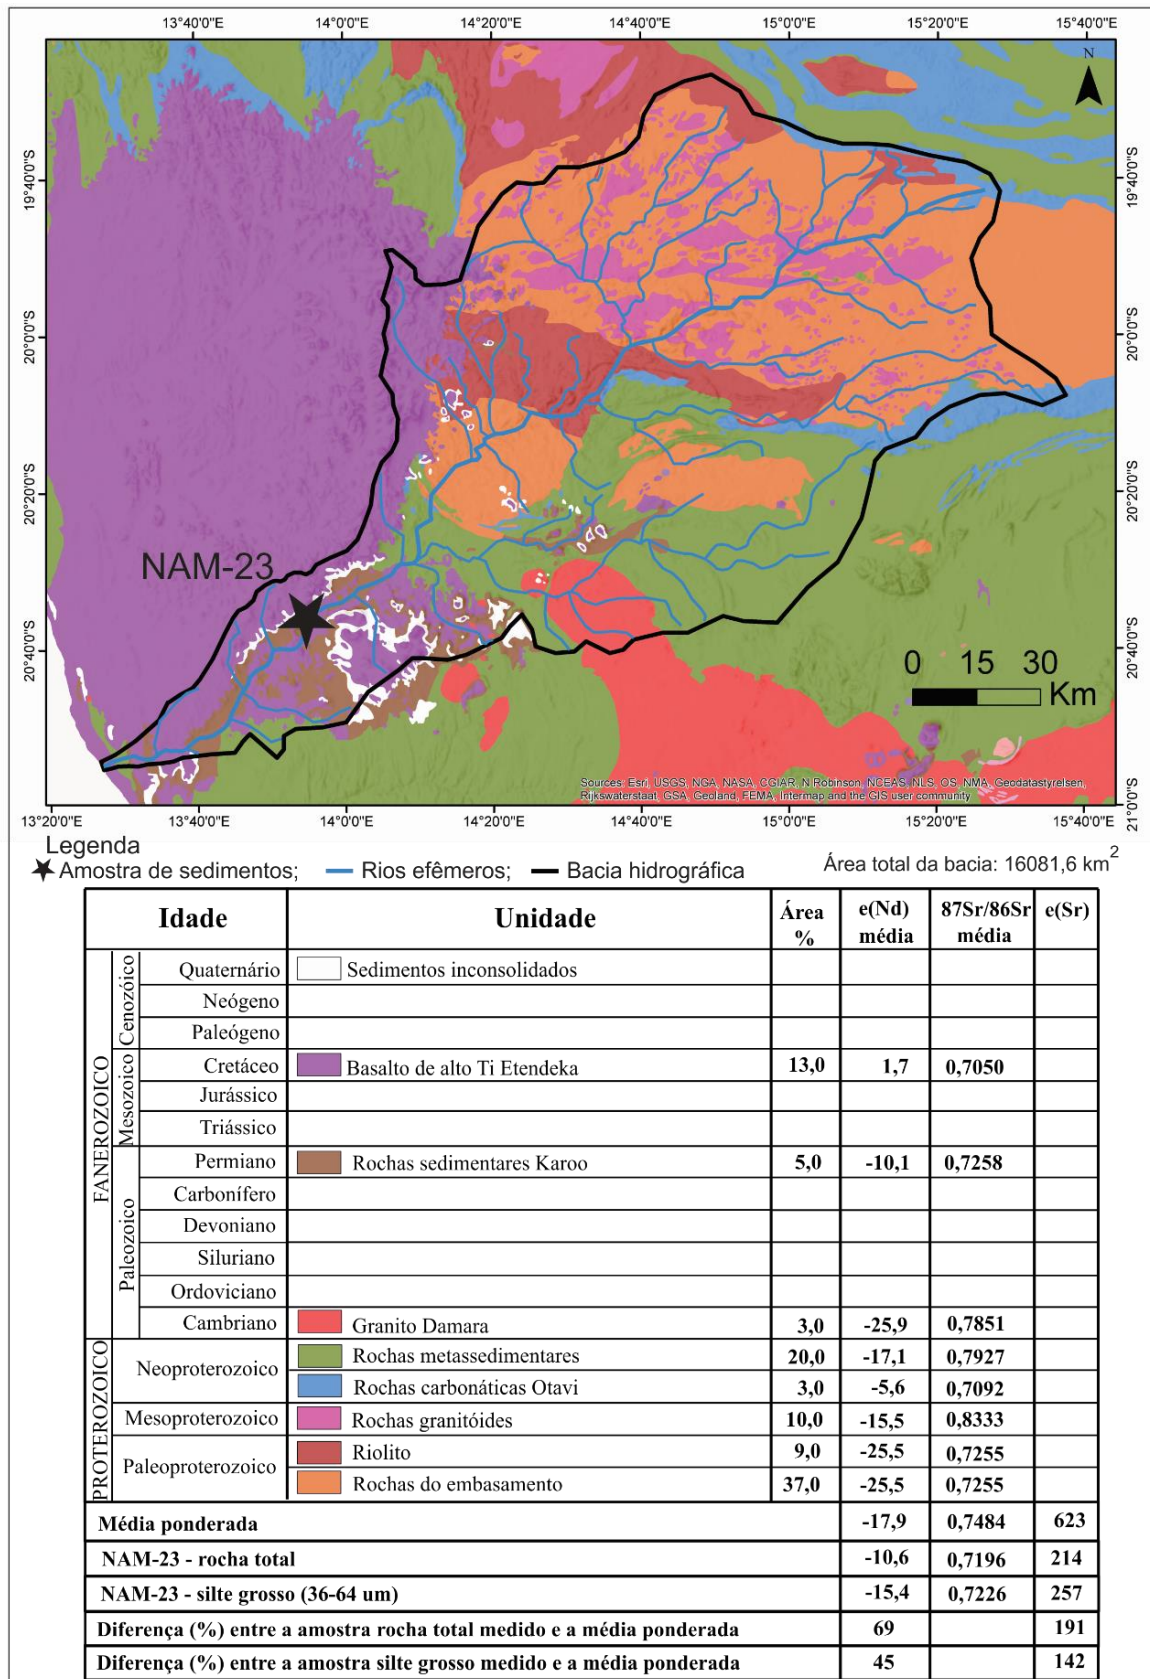 13°40'0"E 14°0'0"E 14°20'0"E 14°40'0"E 15°0'0"E 15°20'0"E 15°40'0"E
N
19°40'0"S 19°40'0"S
20°0'0"S 20°0'0"S
20°20'0"S 20°20'0"S
NAM-23
20°40'0"S 20°40'0"S
0 15 30
Km
Sources: Esri, USGS, NGA, NASA, CGIAR, N Robinson, NCEAS, NLS, OS, NMA, Geodatastyrelsen,
Rijkswaterstaat, GSA, Geoland, FEMA, Intermap and the GIS user community
21°0'0"S
13°20'0"E 13°40'0"E 14°0'0"E 14°20'0"E 14°40'0"E 15°0'0"E 15°20'0"E 15°40'0"E
Legenda
Amostra de sedimentos; Rios efêmeros; Bacia hidrográfica Área total da bacia: 16081,6 km2
Idade Unidade Área % e(Nd) média 87Sr/86Sr média e(Sr)
FANEROZOICO
Cenozóico
Quaternário Sedimentos inconsolidados
Neógeno
Paleógeno
Mesozoico
Cretáceo Basalto de alto Ti Etendeka 13,0 1,7 0,7050
Jurássico
Triássico
Paleozoico
Permiano Rochas sedimentares Karoo 5,0 -10,1 0,7258
Carbonífero
Devoniano
Siluriano
Ordoviciano
Cambriano Granito Damara 3,0 -25,9 0,7851
PROTEROZOICO
Neoproterozoico
Rochas metassedimentares 20,0 -17,1 0,7927
Rochas carbonáticas Otavi 3,0 -5,6 0,7092
Mesoproterozoico Rochas granitóides 10,0 -15,5 0,8333
Paleoproterozoico
Riolito 9,0 -25,5 0,7255
Rochas do embasamento 37,0 -25,5 0,7255
Média ponderada -17,9 0,7484 623
NAM-23 - rocha total -10,6 0,7196 214
NAM-23 - silte grosso (36-64 um) -15,4 0,7226 257
Diferença (%) entre a amostra rocha total medido e a média ponderada 69 191
Diferença (%) entre a amostra silte grosso medido e a média ponderada 45 142